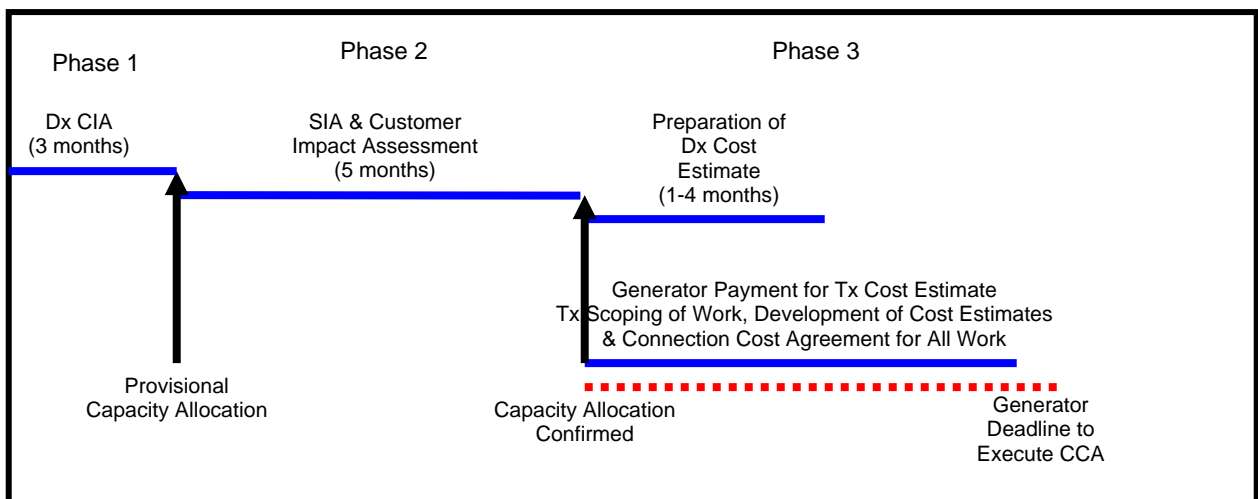 Phase 1
Phase 2
Phase 3
Dx CIA
(3 months)
SIA & Customer
Impact Assessment
(5 months)
Preparation of
Dx Cost
Estimate
(1-4 months)
Generator Payment for Tx Cost Estimate
Tx Scoping of Work, Development of Cost Estimates
& Connection Cost Agreement for All Work
Provisional
Capacity Allocation
Capacity Allocation
Confirmed
Generator
Deadline to
Execute CCA